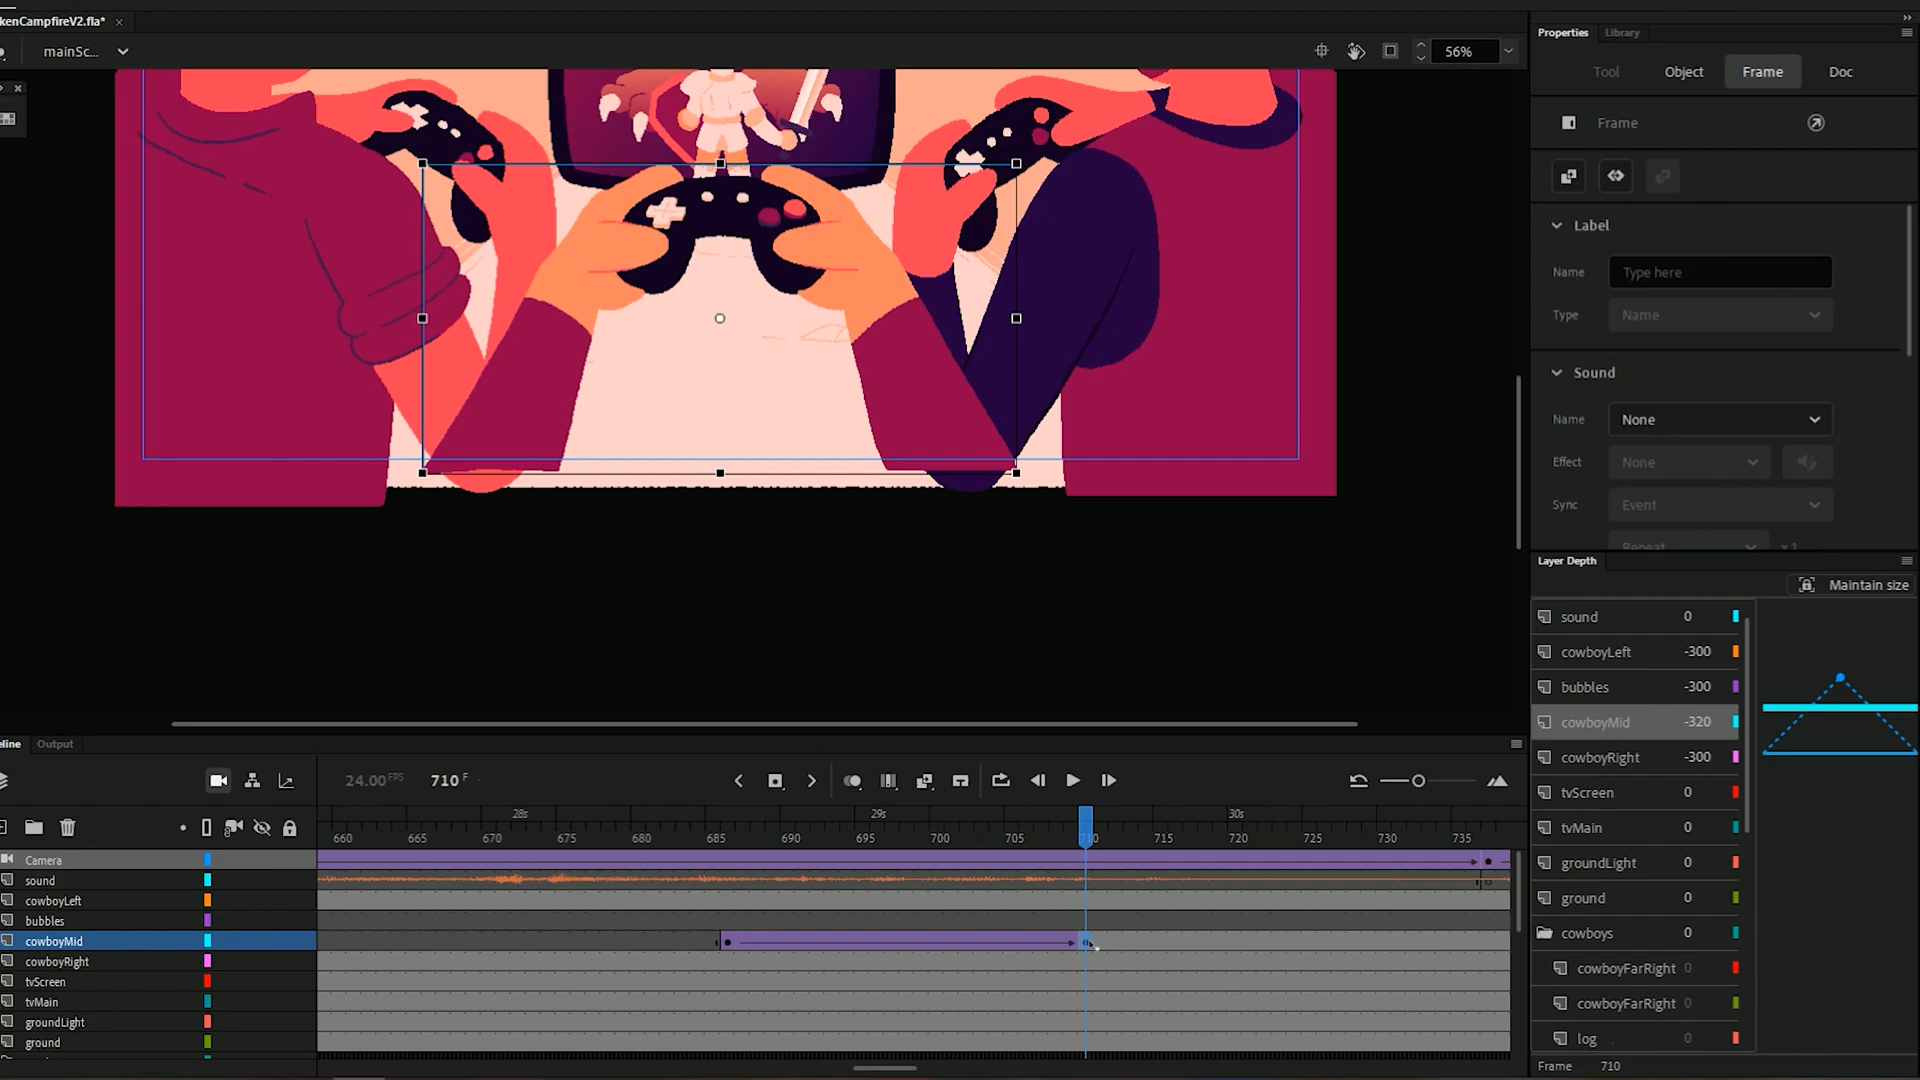 kenCampfireV2.fla*
mainSc...
56%
Properties
Library
Tool
Object
Frame
Doc
Frame
Label
Name
Type here
Type
Name
Sound
Name
None
Effect
None
Sync
Event
Repeat
x 1
Layer Depth
Maintain size
sound 0
cowboyLeft -300
bubbles -300
cowboyMid -320
cowboyRight -300
tvScreen 0
tvMain 0
groundLight 0
ground 0
cowboys 0
cowboyFarRight 0
cowboyFarRight 0
log 0
Frame 710
eline
Output
24.00 FPS
710 F
28s
29s
30s
660 665 670 675 680 685 690 695 700 705 710 715 720 725 730 735
Camera
sound
cowboyLeft
bubbles
cowboyMid
cowboyRight
tvScreen
tvMain
groundLight
ground